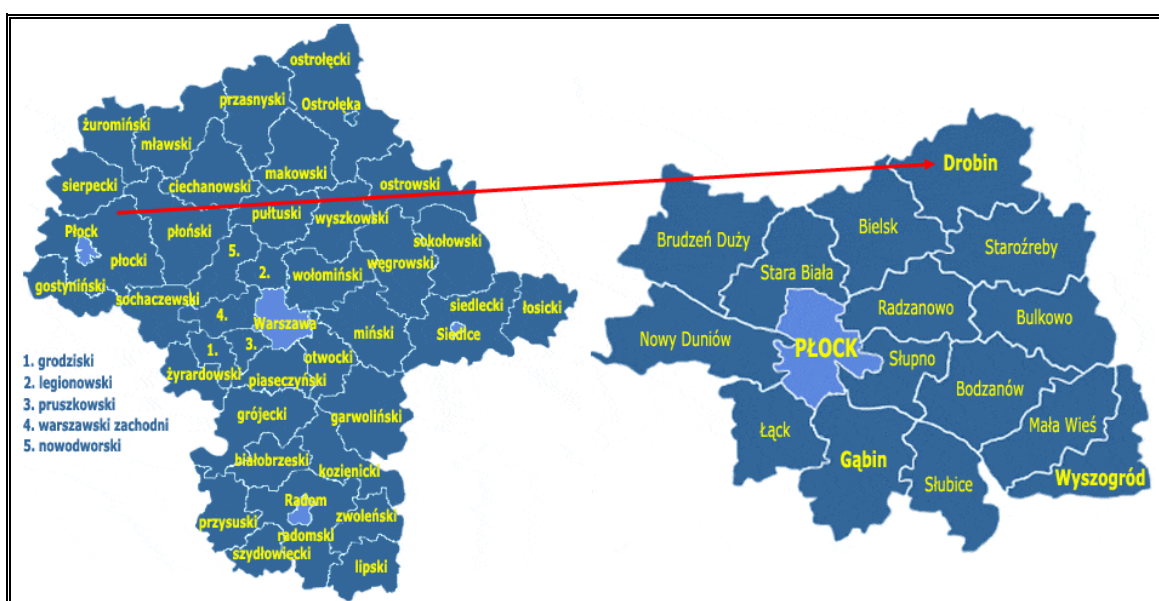 ostrołęcki
przasnyski
Ostrołęka
żuromiński
mławski
makowski
sierpecki
ciechanowski
ostrowski
pułtuski
wyszkowski
Płock
płoński
sokołowski
5.
płocki
węgrowski
2.
wołomiński
gostyniński
sochaczewski
siedlecki
łosicki
4.
Warszawa
miński
Siedlce
1.
3.
otwocki
żyrardowski
piaseczyński
1. grodziski
2. legionowski
3. pruszkowski
4. warszawski zachodni
5. nowodworski
grójecki
garwoliński
białobrzeski
kozienicki
Radom
przysuski
zwoleński
radomski
szydłowiecki
lipski
Drobin
Bielsk
Brudzeń Duży
Staroźreby
Stara Biała
Radzanowo
Bulkowo
Nowy Duniów
PŁOCK
Słupno
Bodzanów
Łąck
Mała Wieś
Gąbin
Wyszogród
Słubice